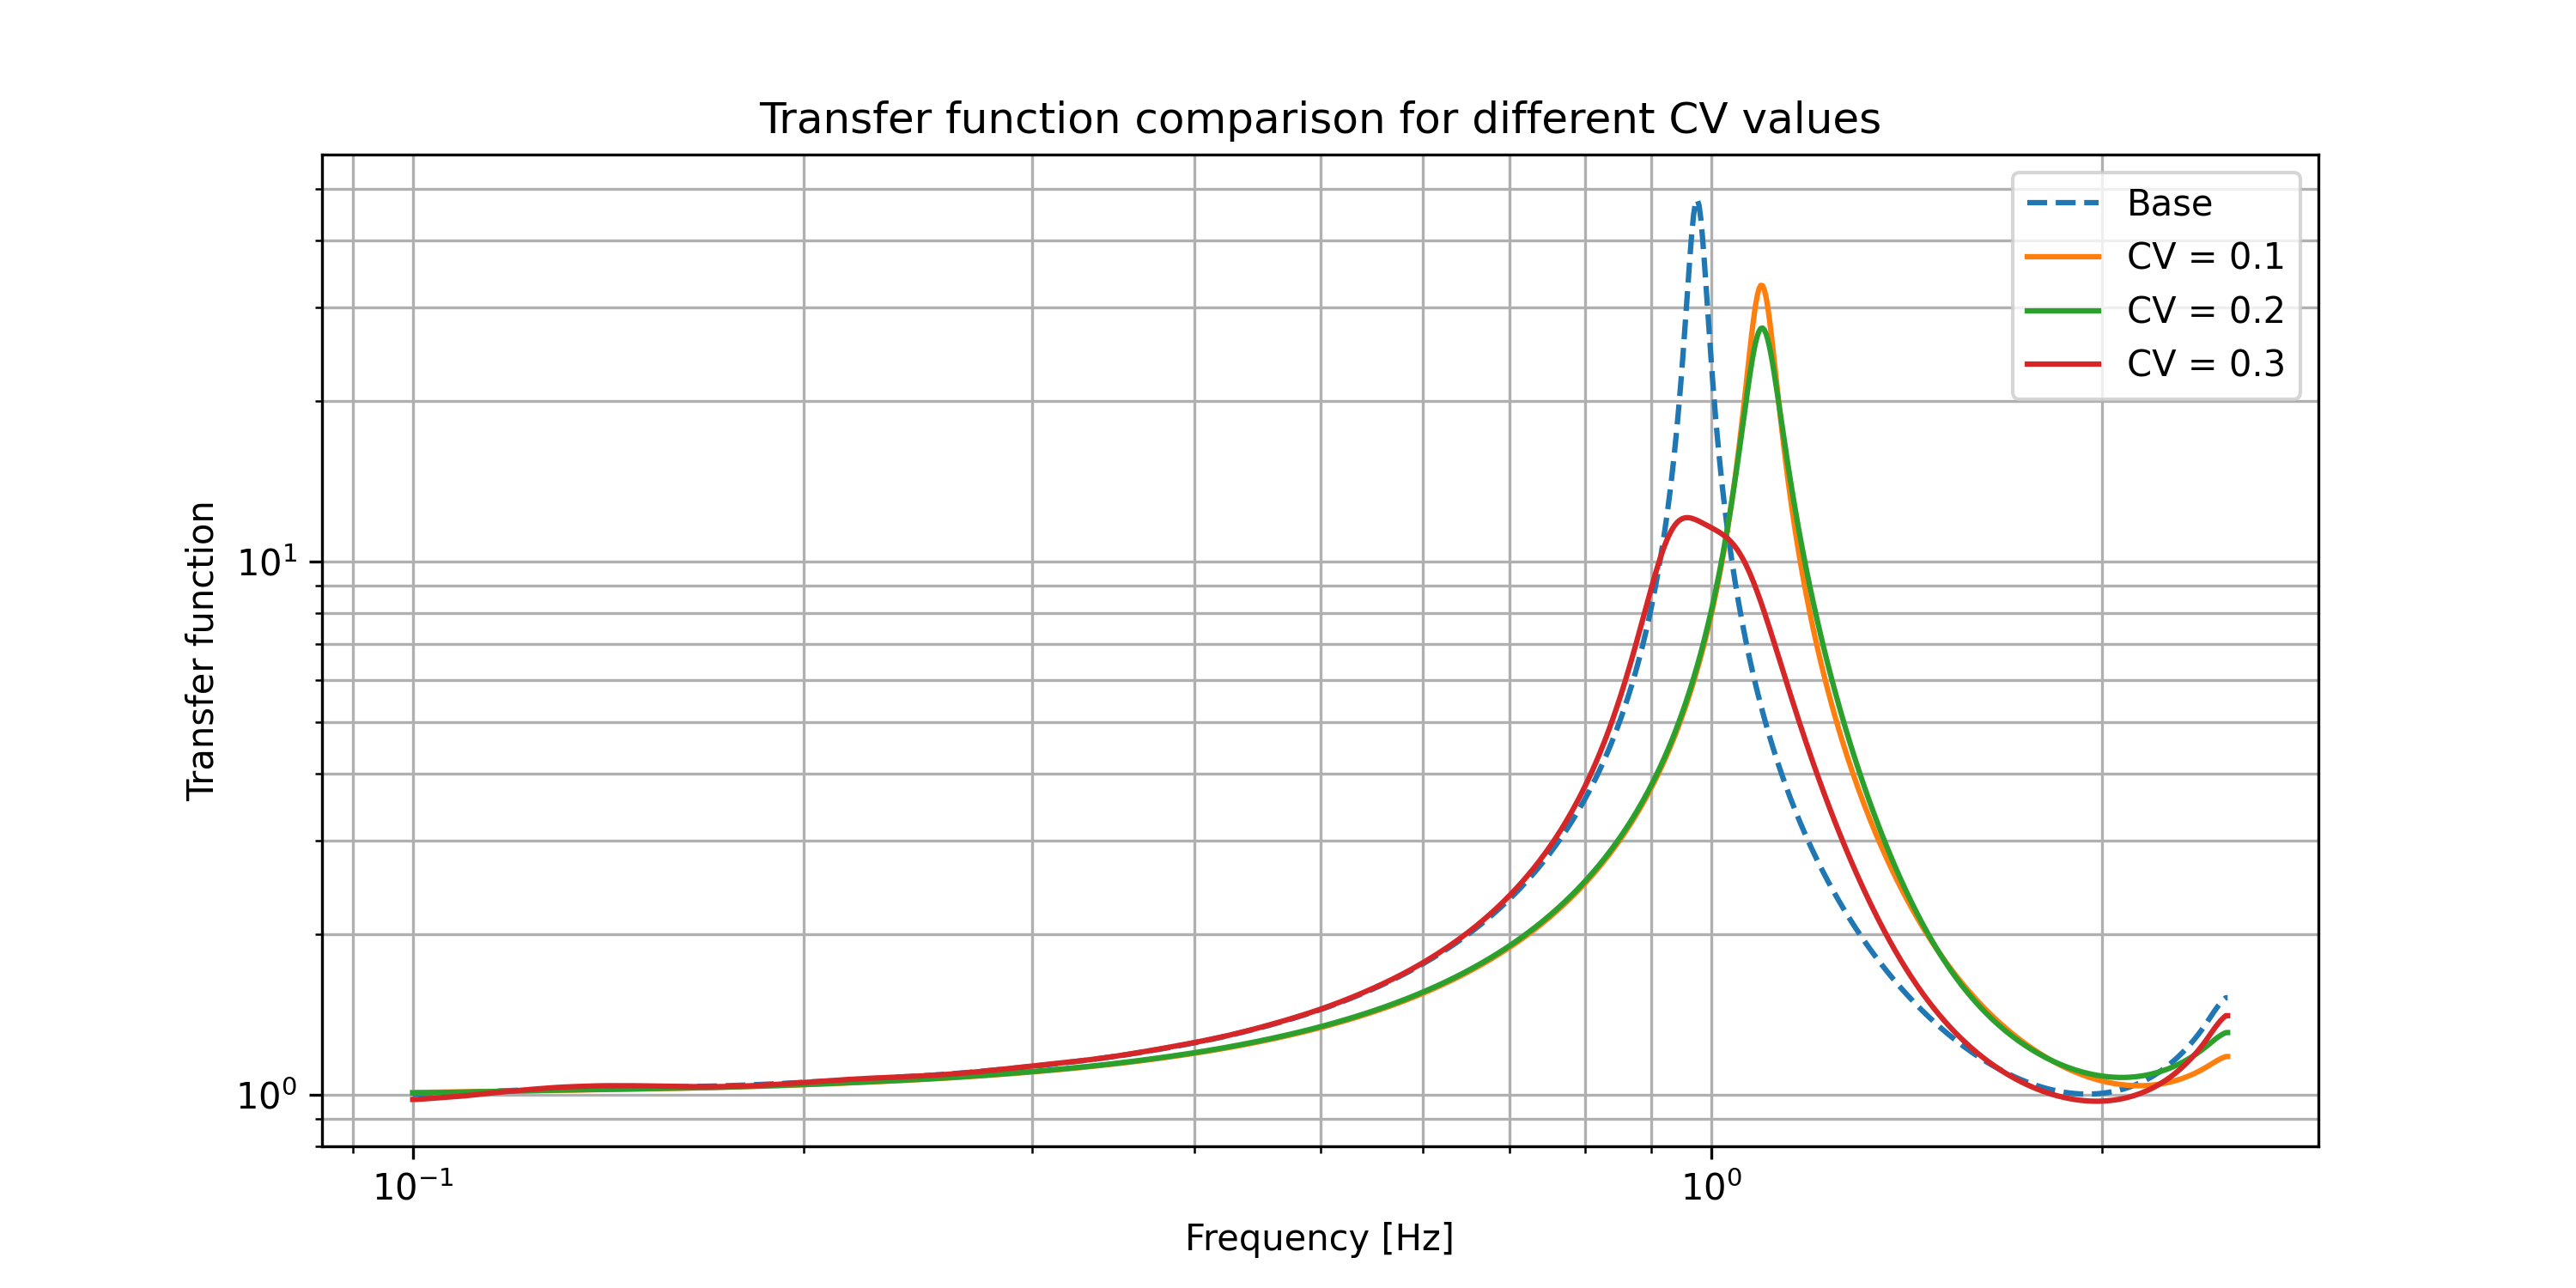 Transfer function comparison for different CV values
Base
CV = 0.1
CV = 0.2
CV = 0.3
Transfer function
10¹
10⁰
10⁻¹
10⁰
Frequency [Hz]